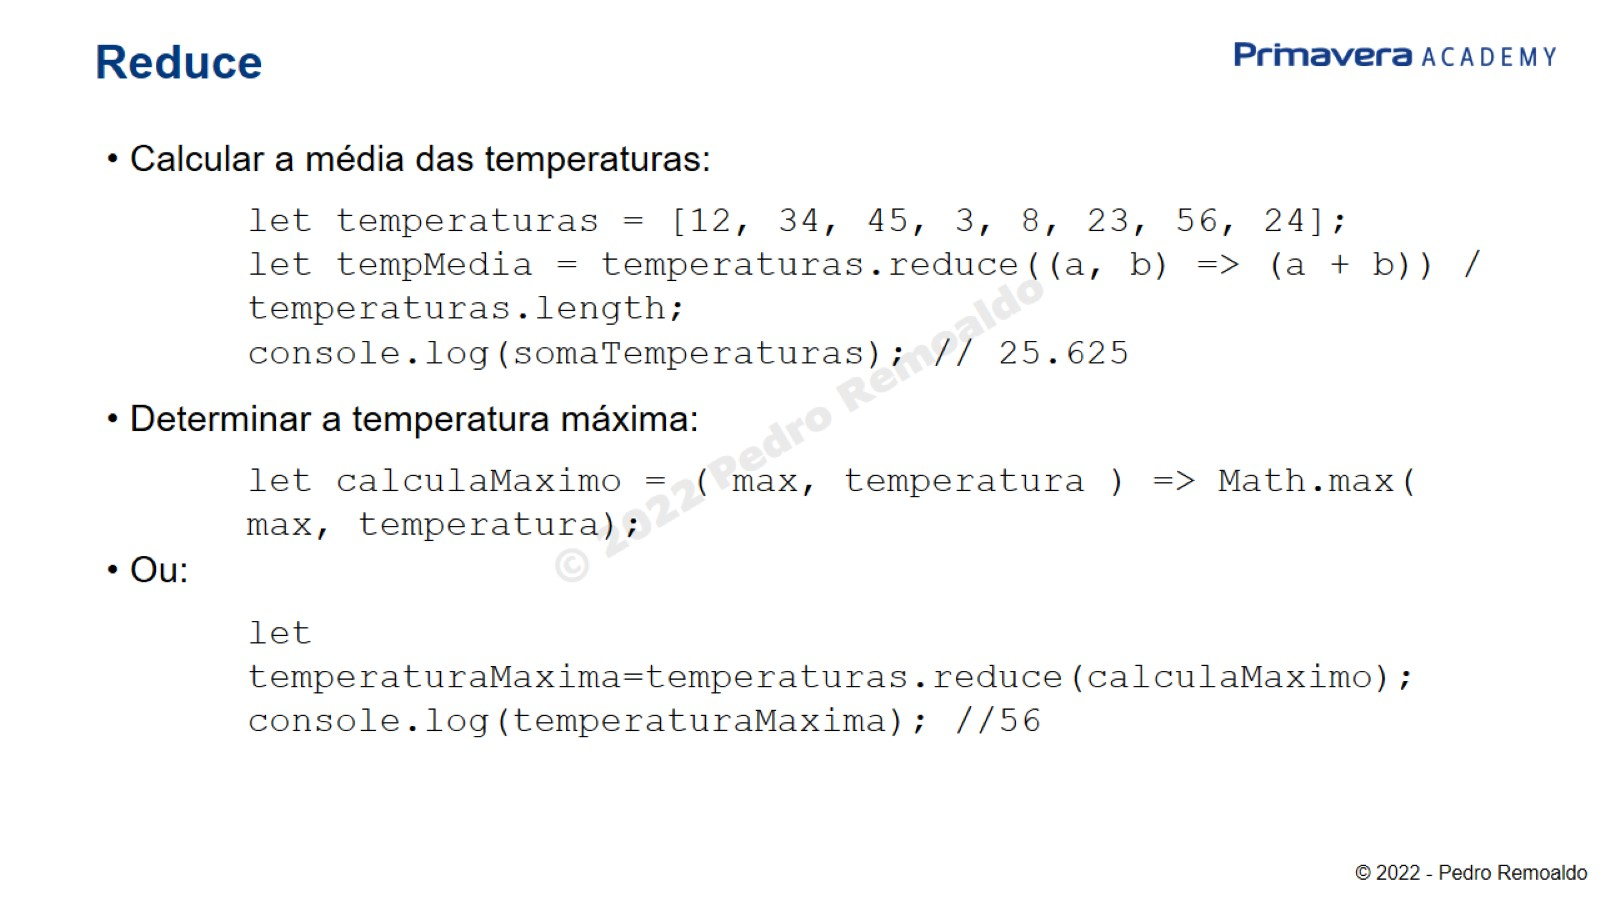 Reduce
Primavera ACADEMY
• Calcular a média das temperaturas:
let temperaturas = [12, 34, 45, 3, 8, 23, 56, 24];
let tempMedia = temperaturas.reduce((a, b) => (a + b)) /
temperaturas.length;
console.log(somaTemperaturas); // 25.625
• Determinar a temperatura máxima:
let calculaMaximo = ( max, temperatura ) => Math.max(
max, temperatura);
• Ou:
let
temperaturaMaxima=temperaturas.reduce(calculaMaximo);
console.log(temperaturaMaxima); //56
© 2022 Pedro Remoaldo
© 2022 - Pedro Remoaldo